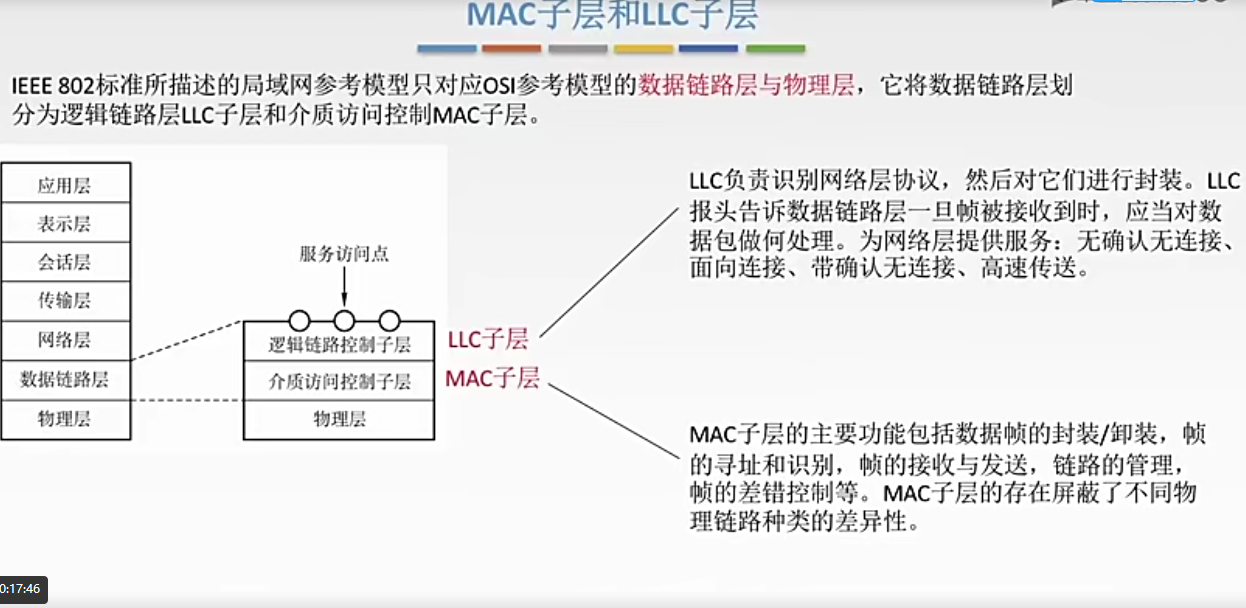 MAC子层和LLC子层
IEEE 802标准所描述的局域网参考模型只对应OSI参考模型的数据链路层与物理层，它将数据链路层划
分为逻辑链路层LLC子层和介质访问控制MAC子层。
应用层
表示层
会话层
传输层
网络层
数据链路层
物理层
服务访问点
逻辑链路控制子层
介质访问控制子层
物理层
LLC子层
MAC子层
LLC负责识别网络层协议，然后对它们进行封装。LLC
报头告诉数据链路层一旦帧被接收到时，应当对数
据包做何处理。为网络层提供服务：无确认无连接、
面向连接、带确认无连接、高速传送。
MAC子层的主要功能包括数据帧的封装/卸装，帧
的寻址和识别，帧的接收与发送，链路的管理，
帧的差错控制等。MAC子层的存在屏蔽了不同物
理链路种类的差异性。
0:17:46